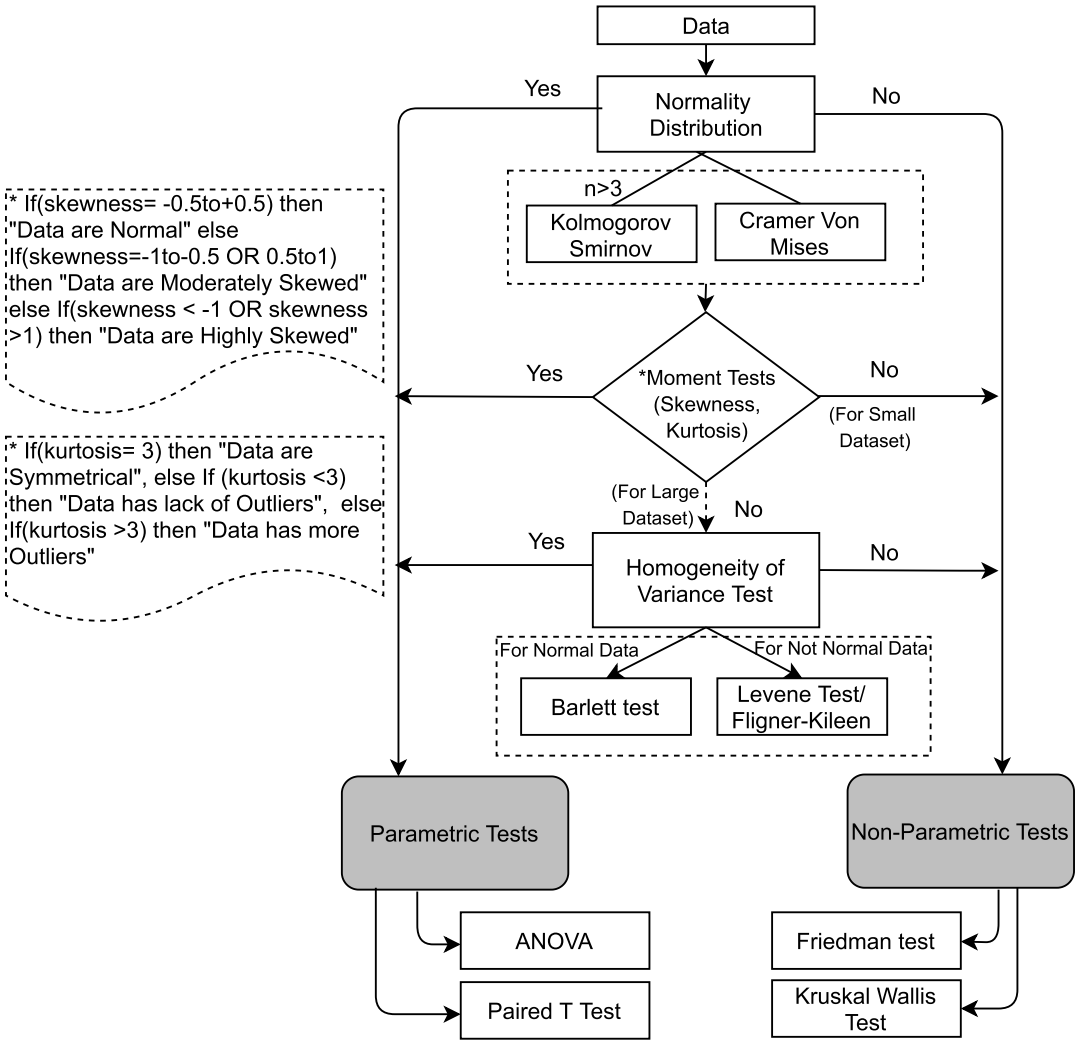 Data
Yes
Normality
Distribution
No
n>3
Kolmogorov
Smirnov
Cramer Von
Mises
* If(skewness= -0.5to+0.5) then
"Data are Normal" else
If(skewness=-1to-0.5 OR 0.5to1)
then "Data are Moderately Skewed"
else If(skewness < -1 OR skewness
>1) then "Data are Highly Skewed"
Yes
*Moment Tests
(Skewness,
Kurtosis)
No
(For Small
Dataset)
* If(kurtosis= 3) then "Data are
Symmetrical", else If (kurtosis <3)
then "Data has lack of Outliers", else
If(kurtosis >3) then "Data has more
Outliers"
(For Large
Dataset)
No
Yes
Homogeneity of
Variance Test
No
For Normal Data
For Not Normal Data
Barlett test
Levene Test/
Fligner-Kileen
Parametric Tests
Non-Parametric Tests
ANOVA
Paired T Test
Friedman test
Kruskal Wallis
Test